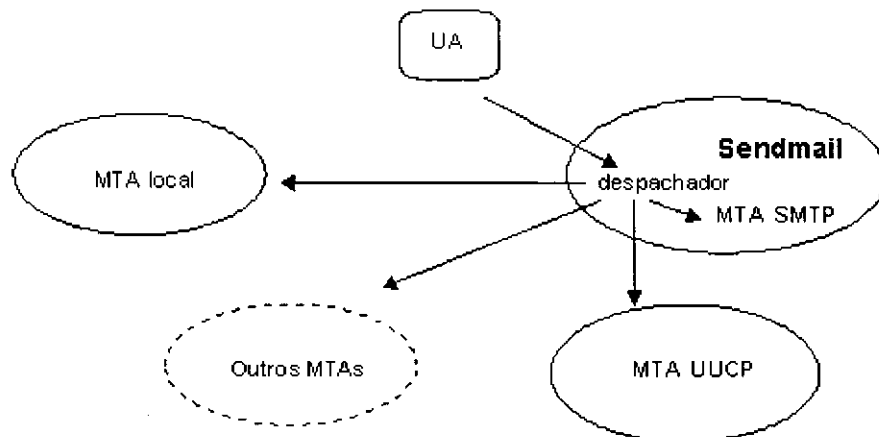 UA
Sendmail
MTA local
despachador
MTA SMTP
Outros MTAs
MTA UUCP